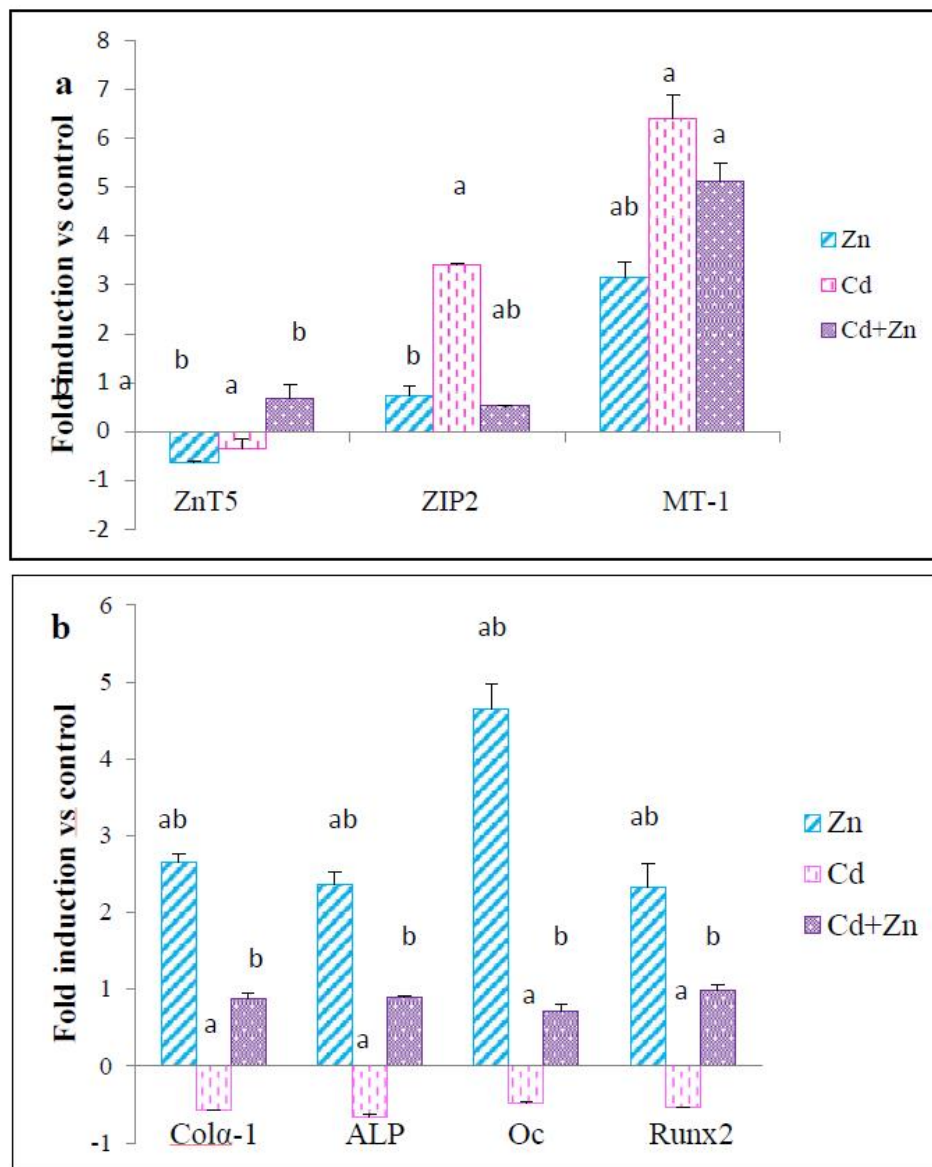 8
a
7
a
6
a
5
a
4
ab
3
ab
2
b
b
b
a
1
a
0
-1
-2
ZnT5 ZIP2 MT-1
Fold induction vs control
Zn
Cd
Cd+Zn
b
6
ab
5
4
3
ab ab ab
2
b b b b
1
a a a a
0
-1
Colα-1 ALP Oc Runx2
Fold induction vs control
Zn
Cd
Cd+Zn